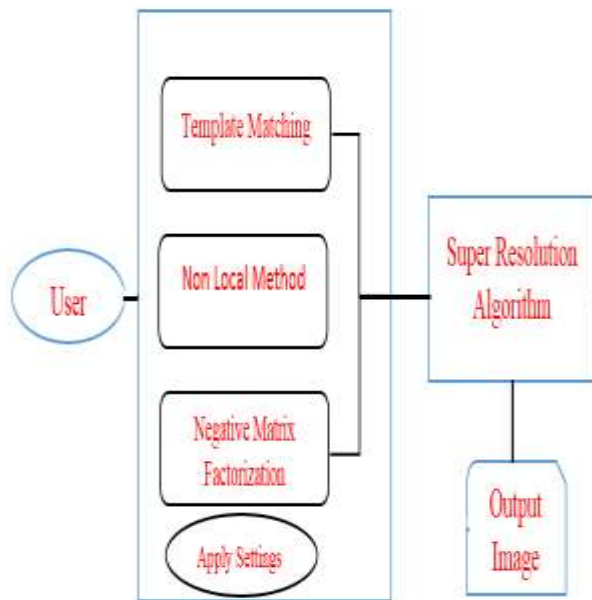 Template Matching
Non Local Method
User
Negative Matrix
Factorization
Apply Settings
Super Resolution
Algorithm
Output
Image